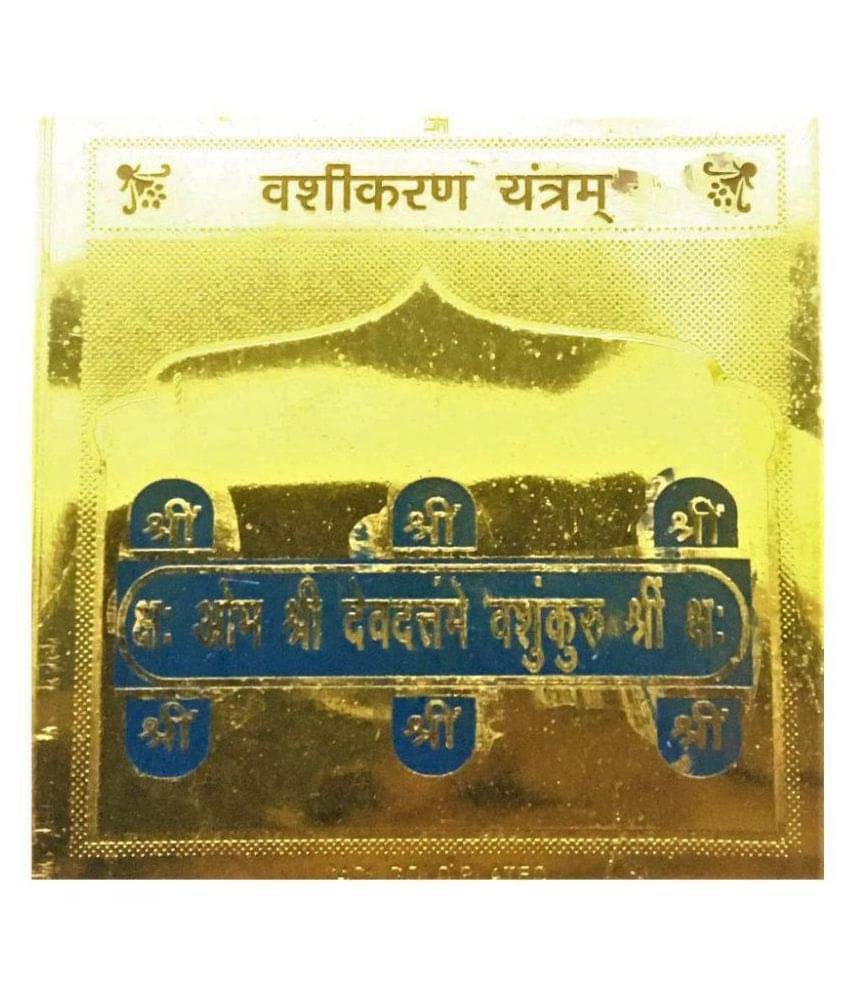 वशीकरण यंत्रम्
श्रीं श्रीं श्रीं
क्षः ओम श्री देवदत्तंमे वशुंकुरु श्रीं क्षः
श्रीं श्रीं श्रीं